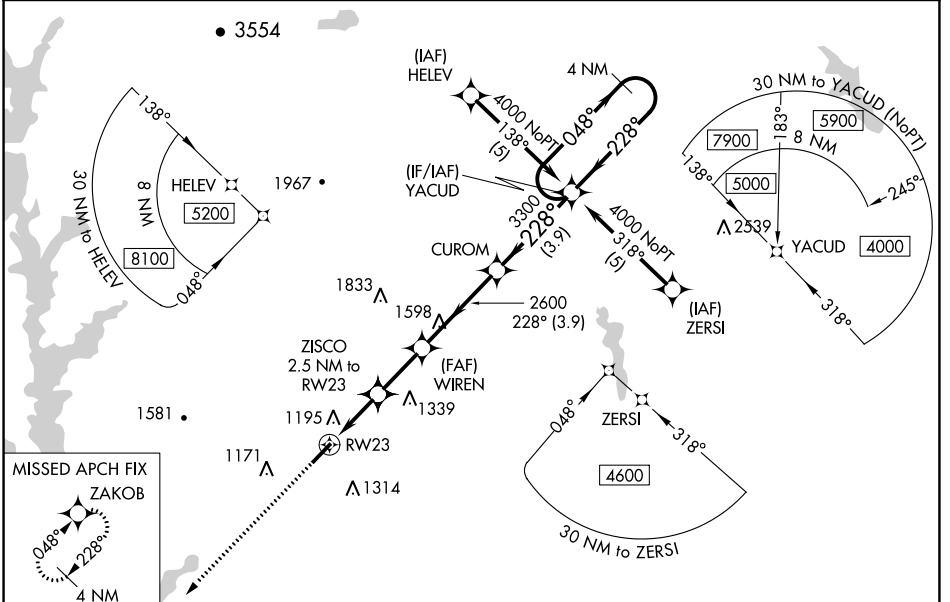 3554
(IAF)
HELEV
4 NM
4000 NoPT
138°
(5)
048°
228°
(IF/IAF)
YACUD
3300
228°
(3.9)
4000 NoPT
318°
(5)
(IAF)
ZERSI
CUROM
2600
228° (3.9)
1967
1833
1598
ZISCO
2.5 NM to
RW23
(FAF)
WIREN
1339
1195
RW23
1581
1171
1314
138°
30 NM to HELEV
8 NM
HELEV
5200
8100
048°
30 NM to YACUD (NoPT)
5900
7900
183°
8 NM
138°
5000
245°
2539
YACUD
4000
318°
048°
ZERSI
318°
4600
30 NM to ZERSI
MISSED APCH FIX
ZAKOB
048°
228°
4 NM